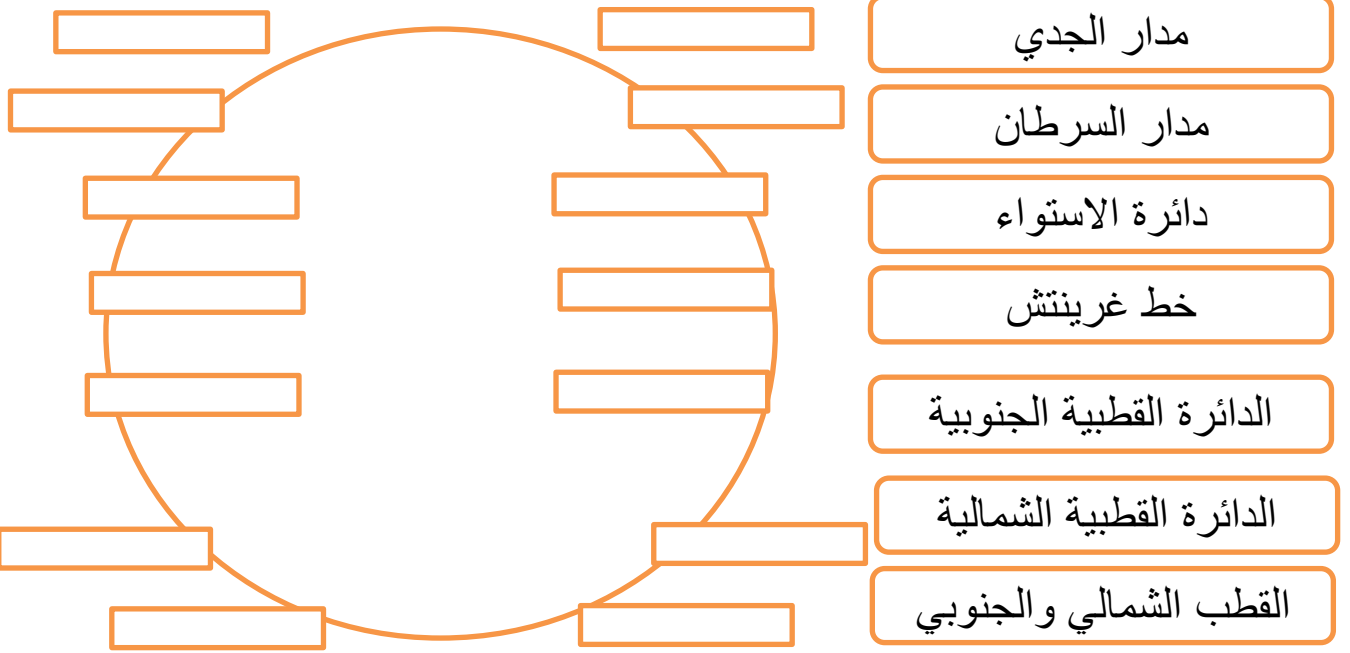 مدار الجدي
مدار السرطان
دائرة الاستواء
خط غرينتش
الدائرة القطبية الجنوبية
الدائرة القطبية الشمالية
القطب الشمالي والجنوبي